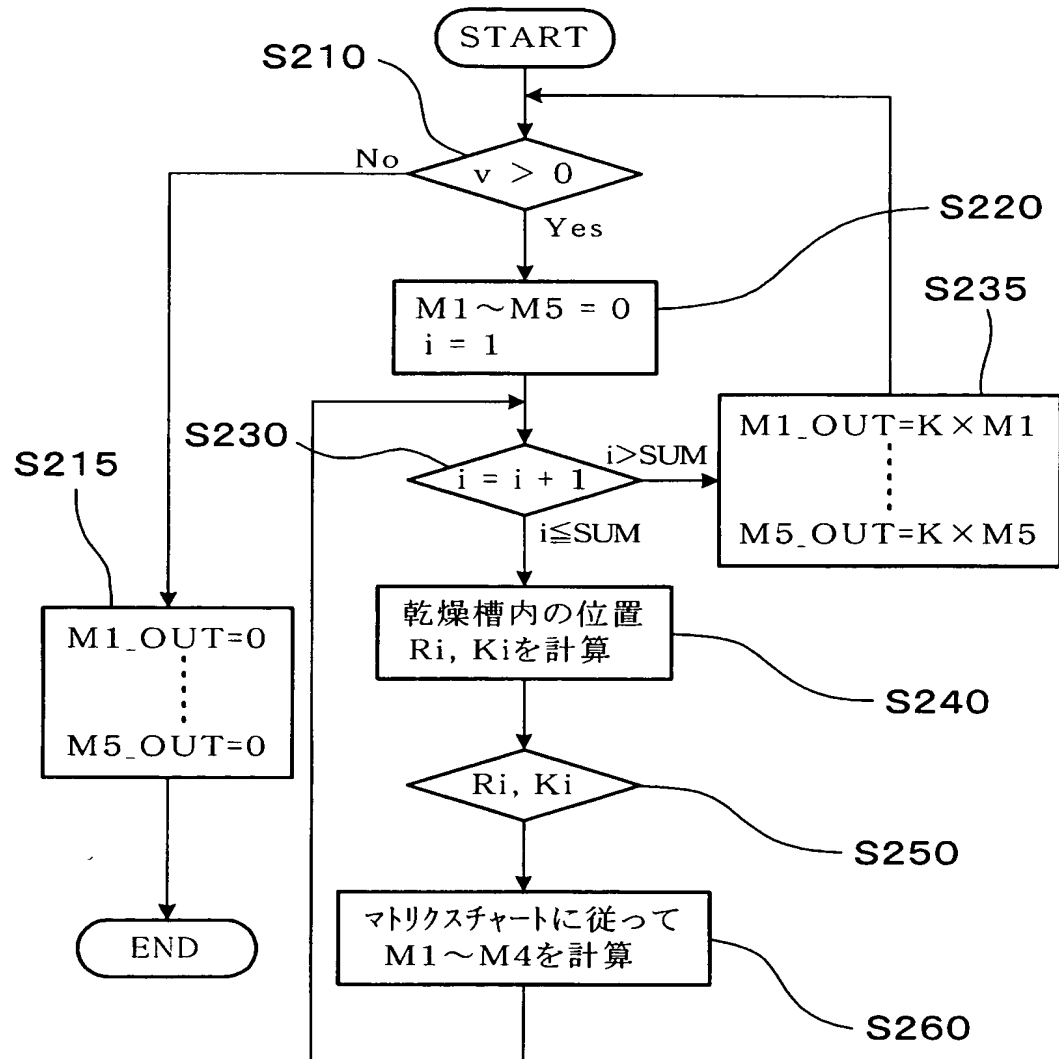 START
S210
No
v > 0
S220
Yes
S235
M1～M5 = 0
i = 1
S230
M1_OUT=K×M1
i>SUM
S215
i = i + 1
M5_OUT=K×M5
i≦SUM
乾燥槽内の位置
Ri, Kiを計算
M1_OUT=0
S240
M5_OUT=0
Ri, Ki
S250
マトリクスチャートに従って
M1～M4を計算
END
S260